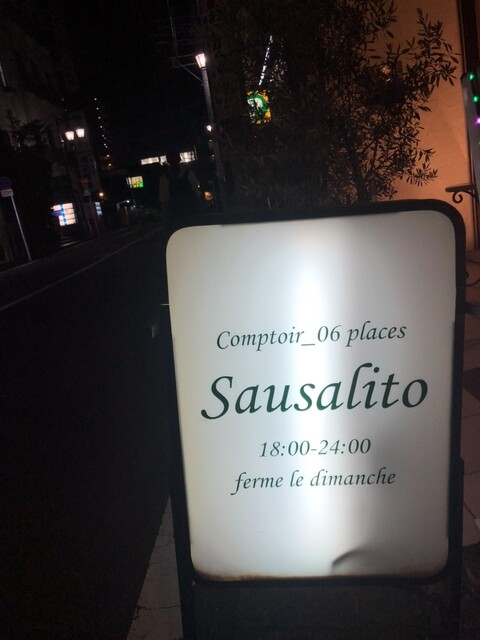 Comptoir_06 places
Sausalito
18:00-24:00
ferme le dimanche